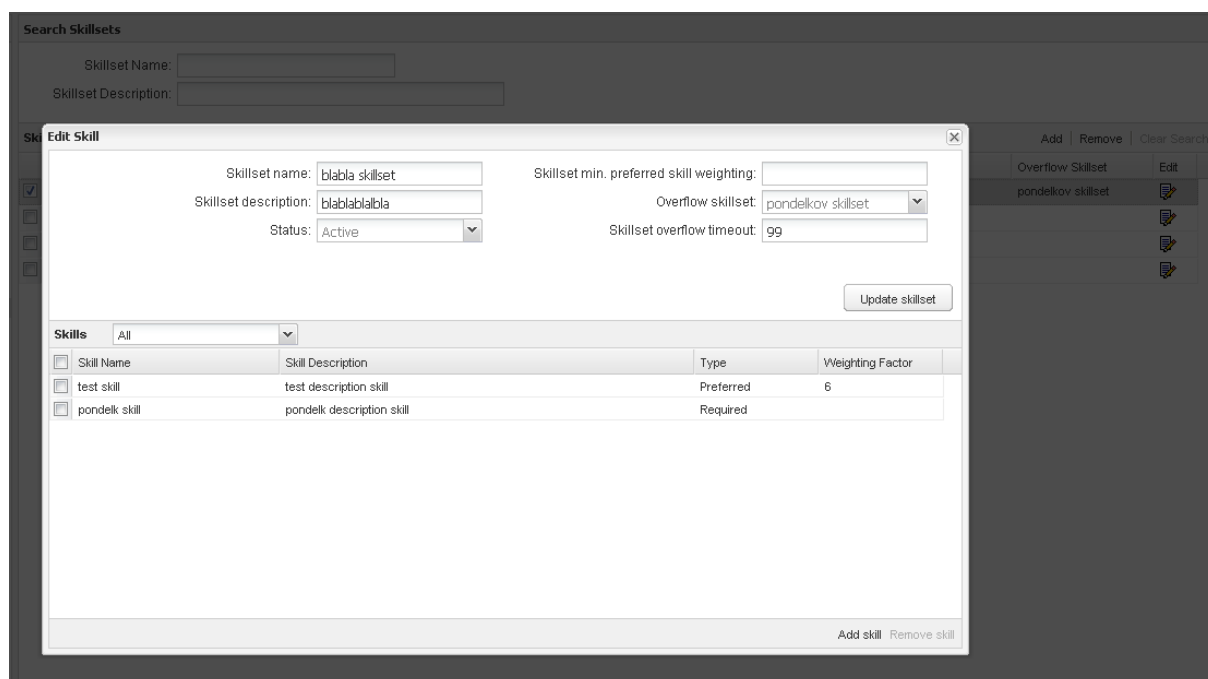 Search Skillsets
Skillset Name:
Skillset Description:
Ski
Add Remove Clear Search
Overflow Skillset Edit
pondelkov skillset
Edit Skill
Skillset name: blabla skillset Skillset min. preferred skill weighting:
Skillset description: blablablalbla Overflow skillset: pondelkov skillset
Status: Active Skillset overflow timeout: 99
Update skillset
Skills All
Skill Name Skill Description Type Weighting Factor
test skill test description skill Preferred 6
pondelk skill pondelk description skill Required
Add skill Remove skill